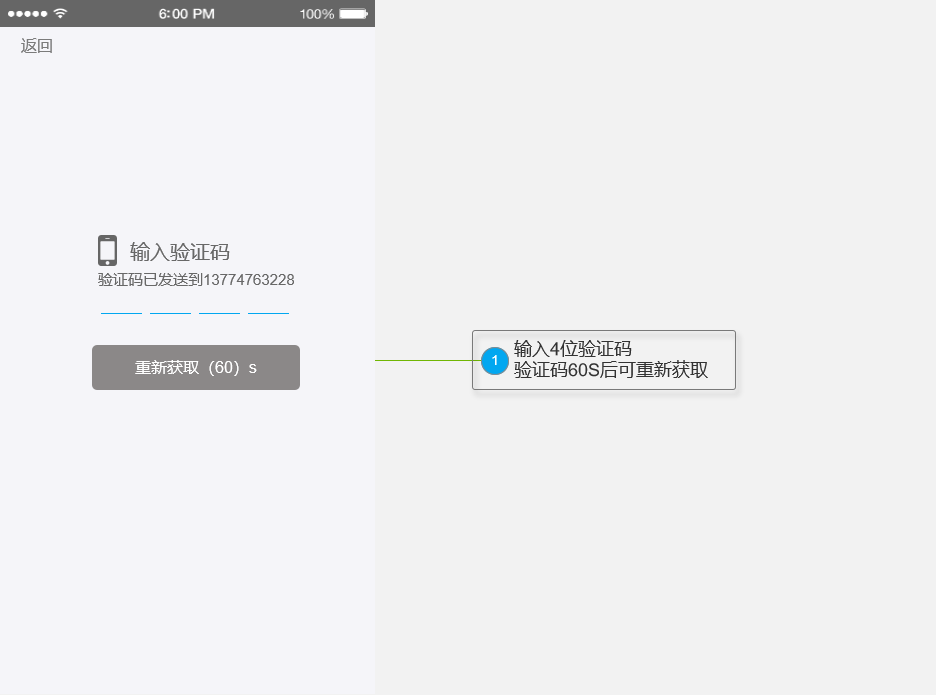 6:00 PM
100%
返回
输入验证码
验证码已发送到13774763228
重新获取（60）s
1
输入4位验证码
验证码60S后可重新获取